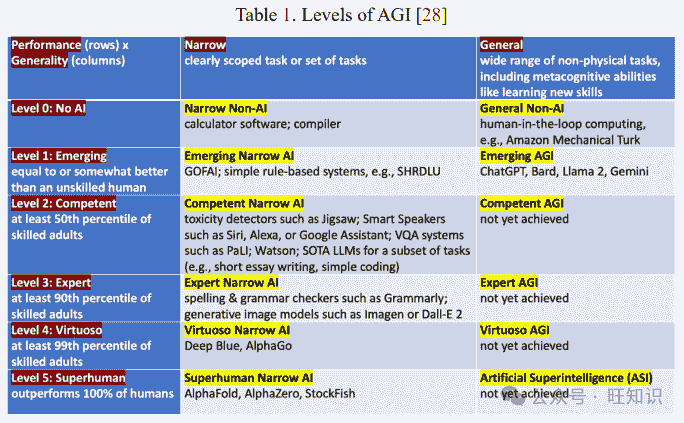 Table 1. Levels of AGI [28]
Performance (rows) x
Generality (columns)
Narrow
clearly scoped task or set of tasks
General
wide range of non-physical tasks,
including metacognitive abilities
like learning new skills
Level 0: No AI
Narrow Non-AI
calculator software; compiler
General Non-AI
human-in-the-loop computing,
e.g., Amazon Mechanical Turk
Level 1: Emerging
equal to or somewhat better
than an unskilled human
Emerging Narrow AI
GOFAI; simple rule-based systems, e.g., SHRDLU
Emerging AGI
ChatGPT, Bard, Llama 2, Gemini
Level 2: Competent
at least 50th percentile of
skilled adults
Competent Narrow AI
toxicity detectors such as Jigsaw; Smart Speakers
such as Siri, Alexa, or Google Assistant; VQA systems
such as PaLI; Watson; SOTA LLMs for a subset of tasks
(e.g., short essay writing, simple coding)
Competent AGI
not yet achieved
Level 3: Expert
at least 90th percentile of
skilled adults
Expert Narrow AI
spelling & grammar checkers such as Grammarly;
generative image models such as Imagen or Dall-E 2
Expert AGI
not yet achieved
Level 4: Virtuoso
at least 99th percentile of
skilled adults
Virtuoso Narrow AI
Deep Blue, AlphaGo
Virtuoso AGI
not yet achieved
Level 5: Superhuman
outperforms 100% of humans
Superhuman Narrow AI
AlphaFold, AlphaZero, StockFish
Artificial Superintelligence (ASI)
not yet achieved
公众号 · 旺知识